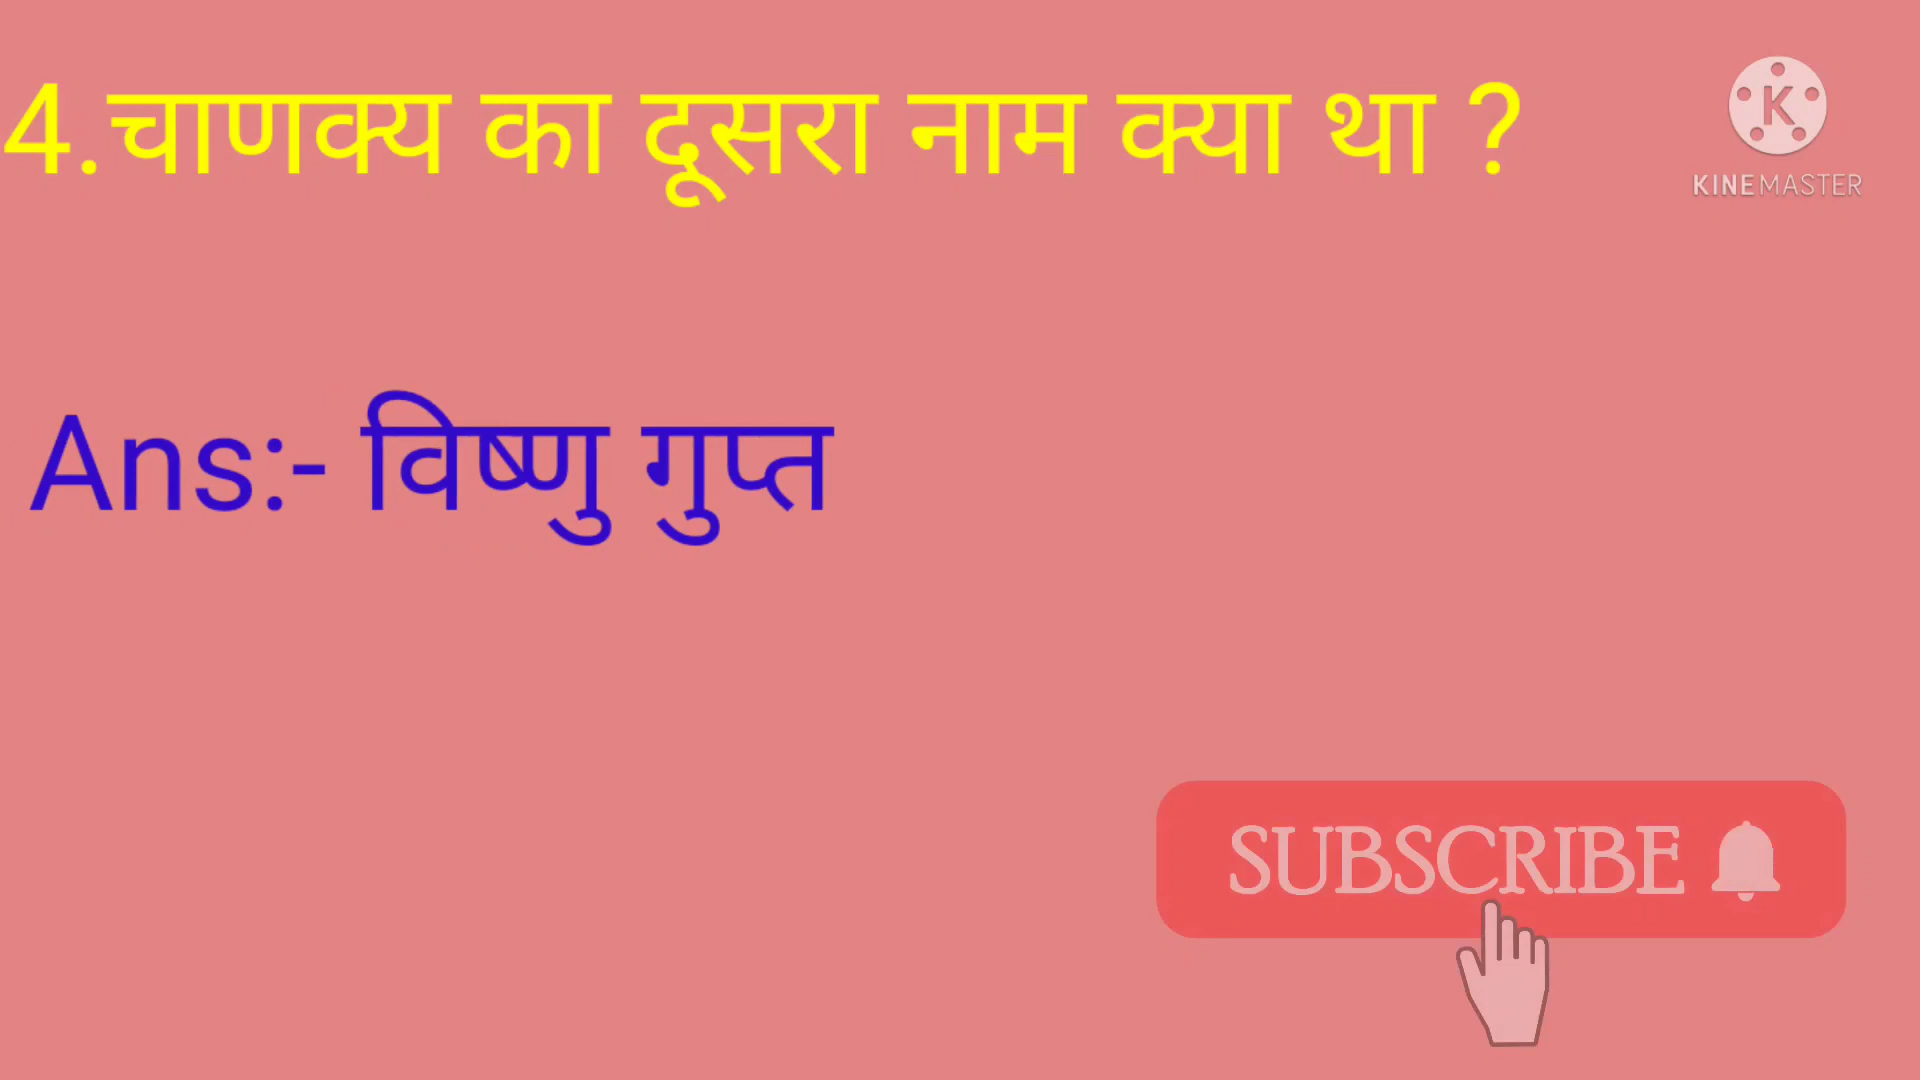 4.चाणक्य का दूसरा नाम क्या था ?
KINEMASTER
Ans:- विष्णु गुप्त
SUBSCRIBE